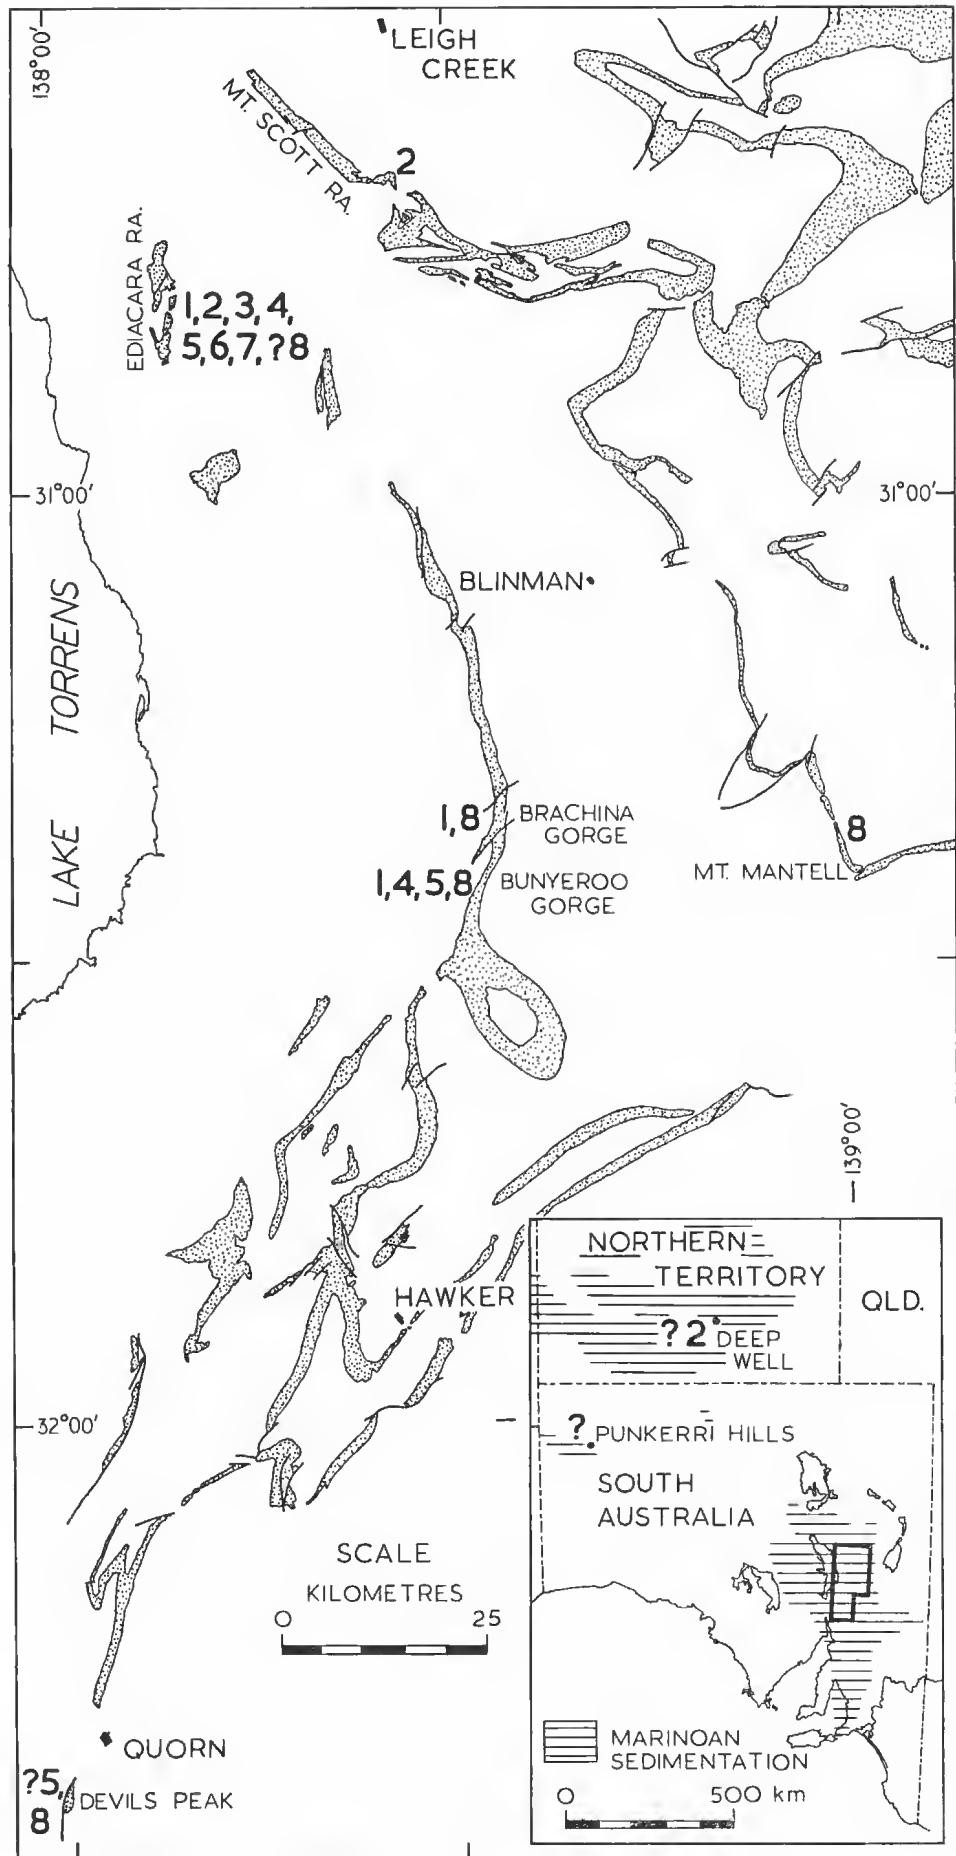 138°00'
LEIGH
CREEK
MT. SCOTT RA.
2
EDIACARA RA.
1,2,3,4,
5,6,7,?8
31°00'
31°00'
BLINMAN
LAKE TORRENS
1,8
BRACHINA
GORGE
8
1,4,5,8
BUNYEROO
GORGE
MT. MANTELL
139°00'
HAWKER
32°00'
SCALE
KILOMETRES
0 25
QUORN
?5,
8
DEVILS PEAK
NORTHERN
TERRITORY
QLD.
?2 DEEP
WELL
? PUNKERRI HILLS
SOUTH
AUSTRALIA
MARINOAN
SEDIMENTATION
0 500 km